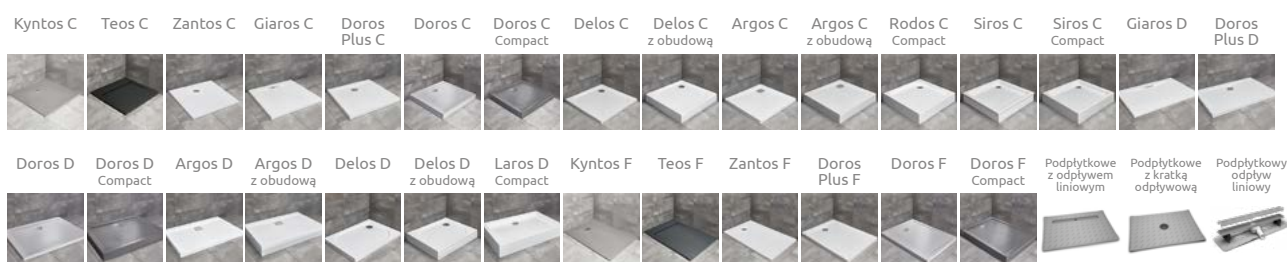 Kyntos C
Teos C
Zantos C
Giaros C
Doros
Plus C
Doros C
Doros C
Compact
Delos C
Delos C
z obudową
Argos C
Argos C
z obudową
Rodos C
Compact
Siros C
Siros C
Compact
Giaros D
Doros
Plus D
Doros D
Doros D
Compact
Argos D
Argos D
z obudową
Delos D
Delos D
z obudową
Laros D
Compact
Kyntos F
Teos F
Zantos F
Doros
Plus F
Doros F
Doros F
Compact
Podpłytkowe
z odpływem
liniowym
Podpłytkowe
z kratką
odpływową
Podpłytkowy
odpływ
liniowy